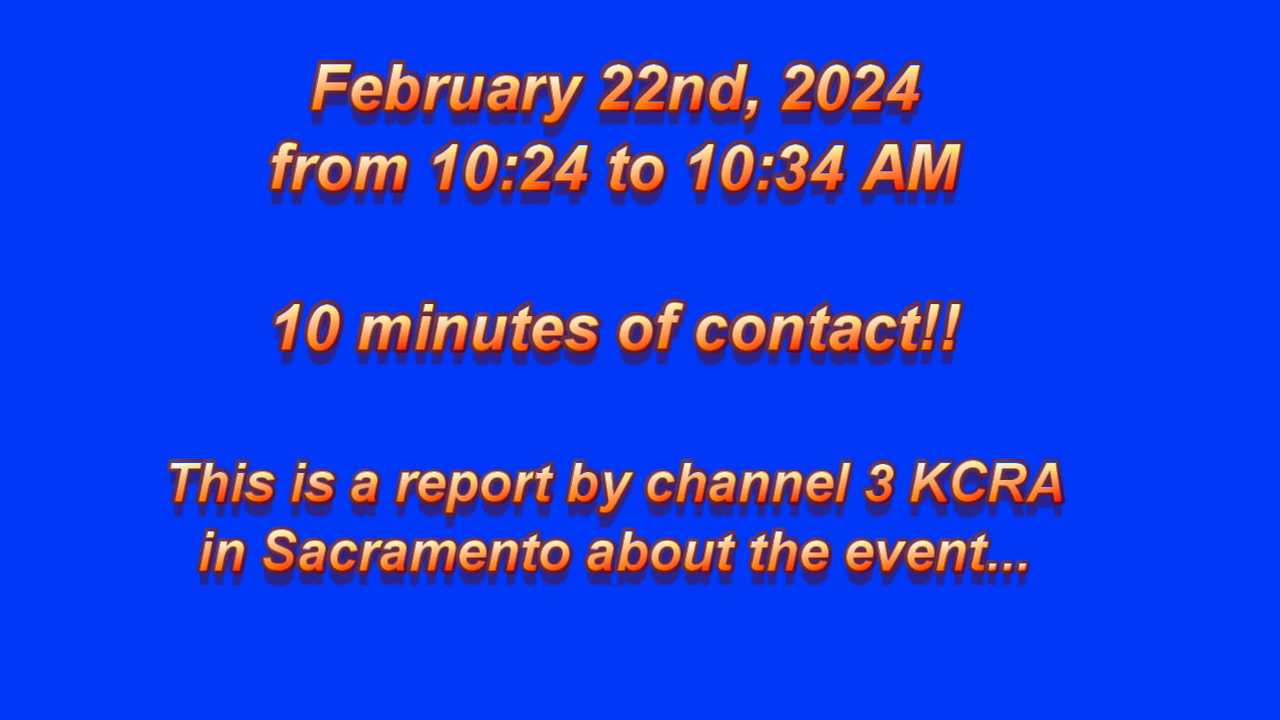 February 22nd, 2024
from 10:24 to 10:34 AM
10 minutes of contact!!
This is a report by channel 3 KCRA
in Sacramento about the event...